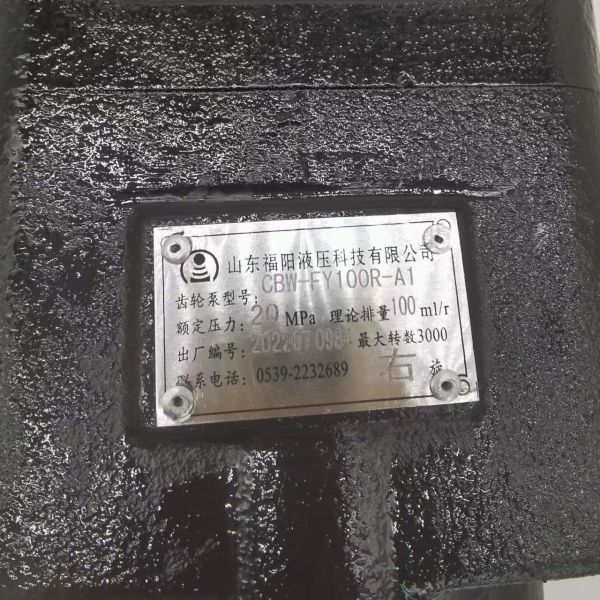 山东福阳液压科技有限公司
齿轮泵型号: CBW-FY100R-A1
额定压力: 20 MPa 理论排量100 ml/r
出厂编号: 202207 0984 最大转数3000
联系电话: 0539-2232689 右 旋